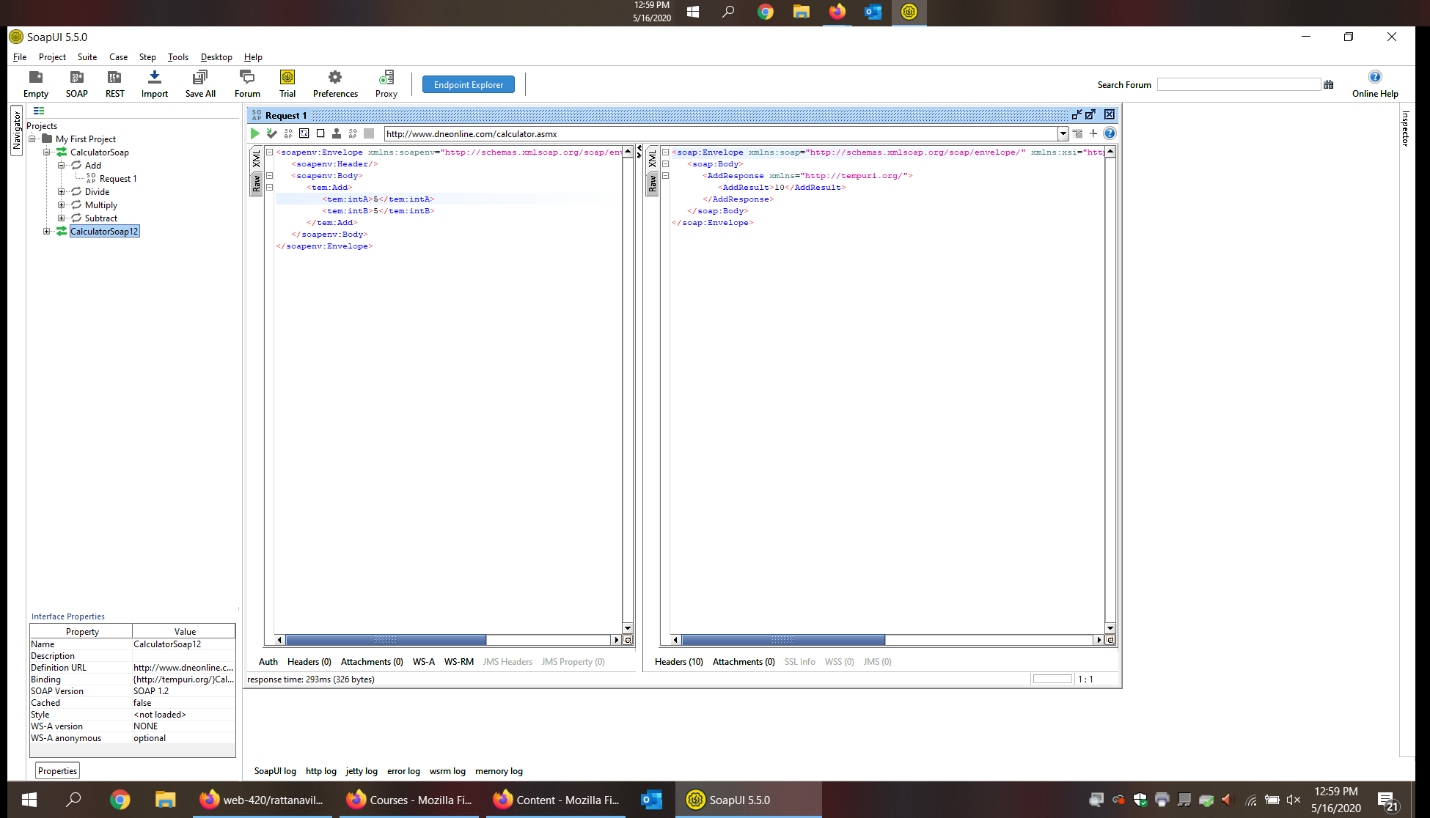 12:59 PM
5/16/2020
SoapUI 5.5.0
File Project Suite Case Step Tools Desktop Help
Empty SOAP REST Import Save All Forum Trial Preferences Proxy Endpoint Explorer Search Forum Online Help
Navigator
Projects
My First Project
CalculatorSoap
Add
Request 1
Divide
Multiply
Subtract
CalculatorSoap12
Interface Properties
Property Value
Name CalculatorSoap12
Description
Definition URL http://www.dneonline.c...
Binding {http://tempuri.org/}Cal...
SOAP Version SOAP 1.2
Cached false
Style <not loaded>
WS-A version NONE
WS-A anonymous optional
Properties
Request 1
http://www.dneonline.com/calculator.asmx
XML
Raw
<soapenv:Envelope xmlns:soapenv="http://schemas.xmlsoap.org/soap/env
<soapenv:Header/>
<soapenv:Body>
<tem:Add>
<tem:intA>5</tem:intA>
<tem:intB>5</tem:intB>
</tem:Add>
</soapenv:Body>
</soapenv:Envelope>
XML
Raw
<soap:Envelope xmlns:soap="http://schemas.xmlsoap.org/soap/envelope/" xmlns:xsi="htt
<soap:Body>
<AddResponse xmlns="http://tempuri.org/">
<AddResult>10</AddResult>
</AddResponse>
</soap:Body>
</soap:Envelope>
Auth Headers (0) Attachments (0) WS-A WS-RM JMS Headers JMS Property (0)
Headers (10) Attachments (0) SSL Info WSS (0) JMS (0)
response time: 293ms (326 bytes)
1 : 1
Inspector
SoapUI log http log jetty log error log wsrm log memory log
web-420/rattanavil... Courses - Mozilla Fi... Content - Mozilla Fi... SoapUI 5.5.0
12:59 PM
5/16/2020
21